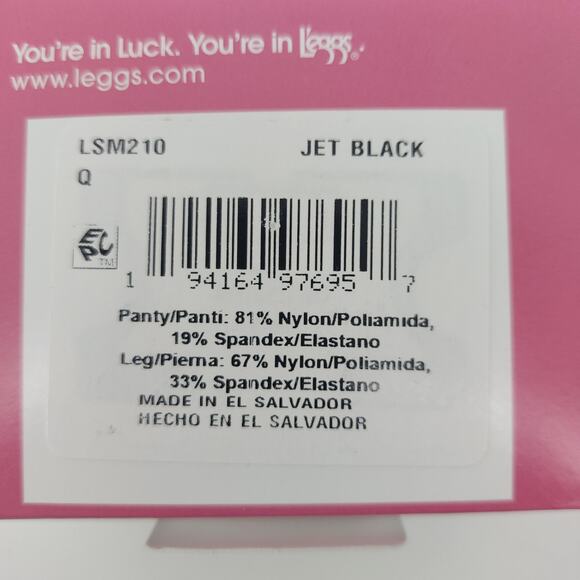 You're in Luck. You're in L'eggs®.
www.leggs.com
LSM210 JET BLACK
Q
EPC™
1 94164 97695 7
Panty/Panti: 81% Nylon/Poliamida,
19% Spandex/Elastano
Leg/Pierna: 67% Nylon/Poliamida,
33% Spandex/Elastano
MADE IN EL SALVADOR
HECHO EN EL SALVADOR